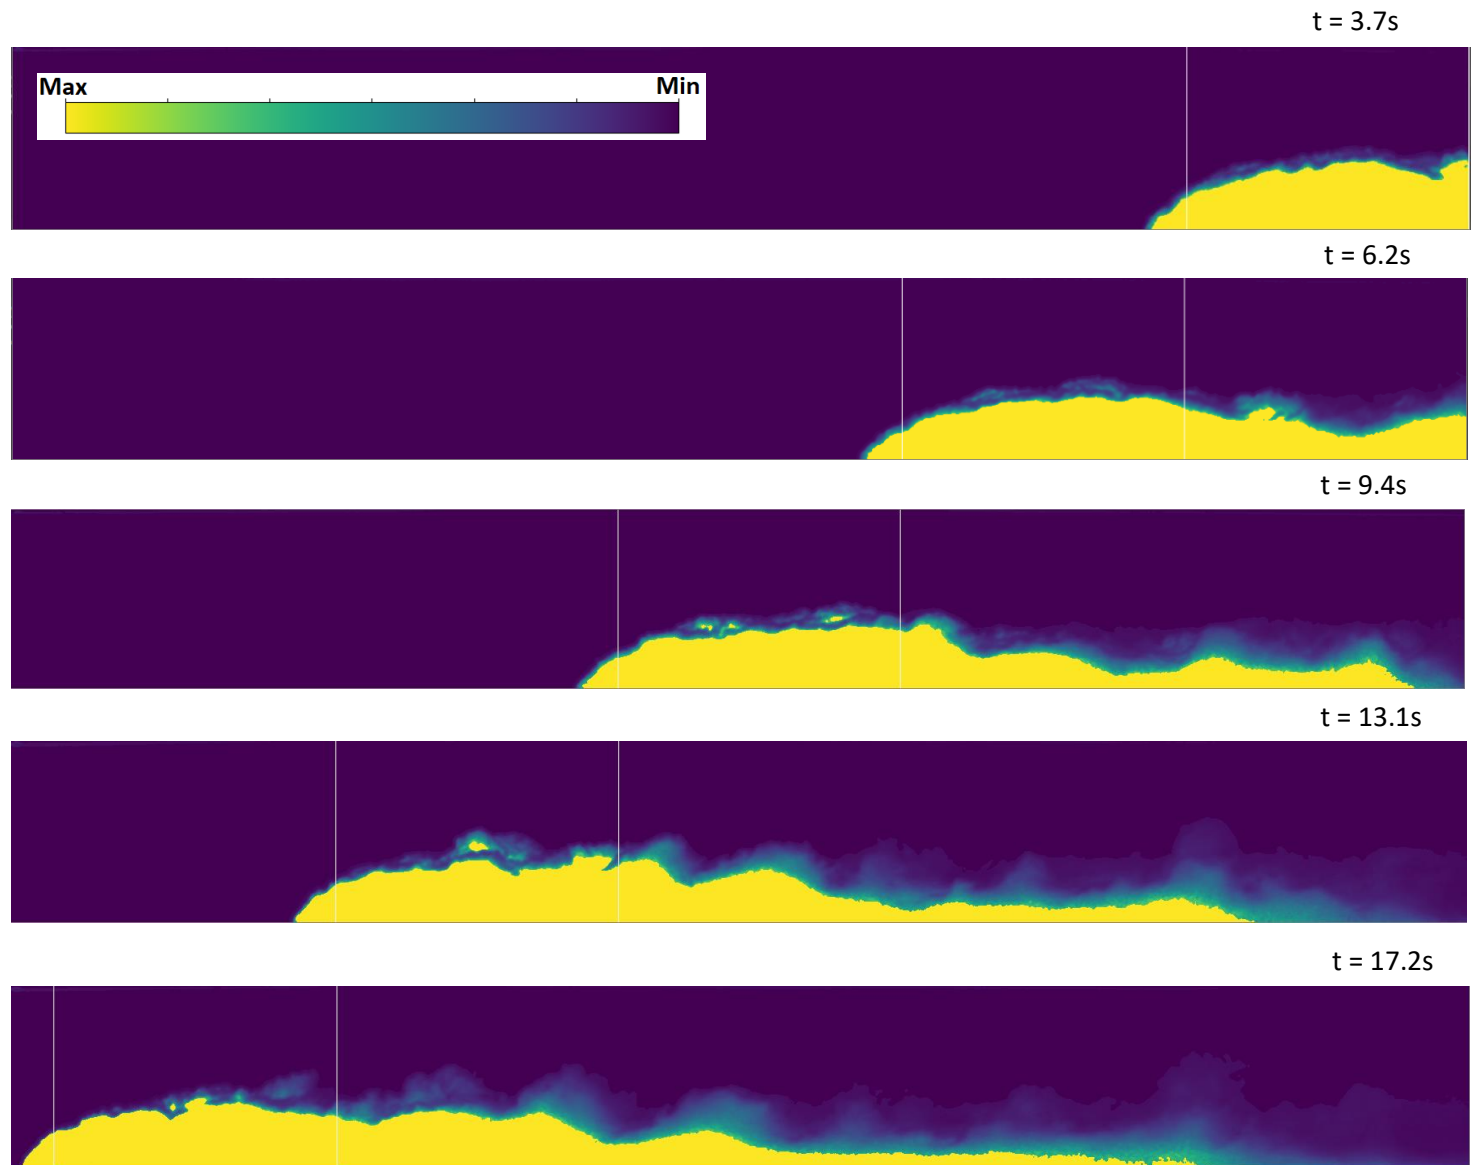 t = 3.7s
Max Min
t = 6.2s
t = 9.4s
t = 13.1s
t = 17.2s